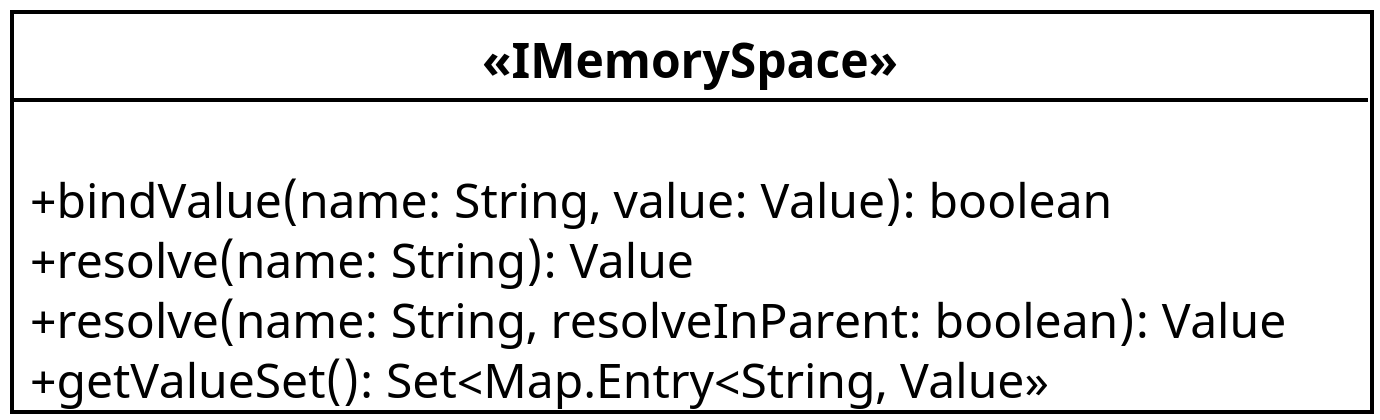 «IMemorySpace»
+bindValue(name: String, value: Value): boolean
+resolve(name: String): Value
+resolve(name: String, resolveInParent: boolean): Value
+getValueSet(): Set<Map.Entry<String, Value»